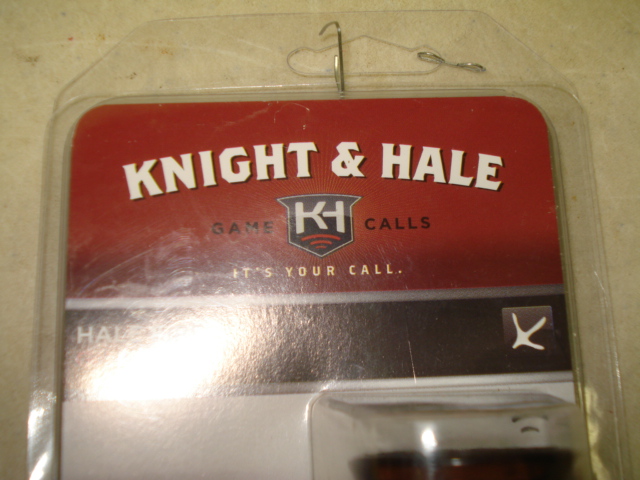 KNIGHT & HALE
GAME KH CALLS
IT'S YOUR CALL.